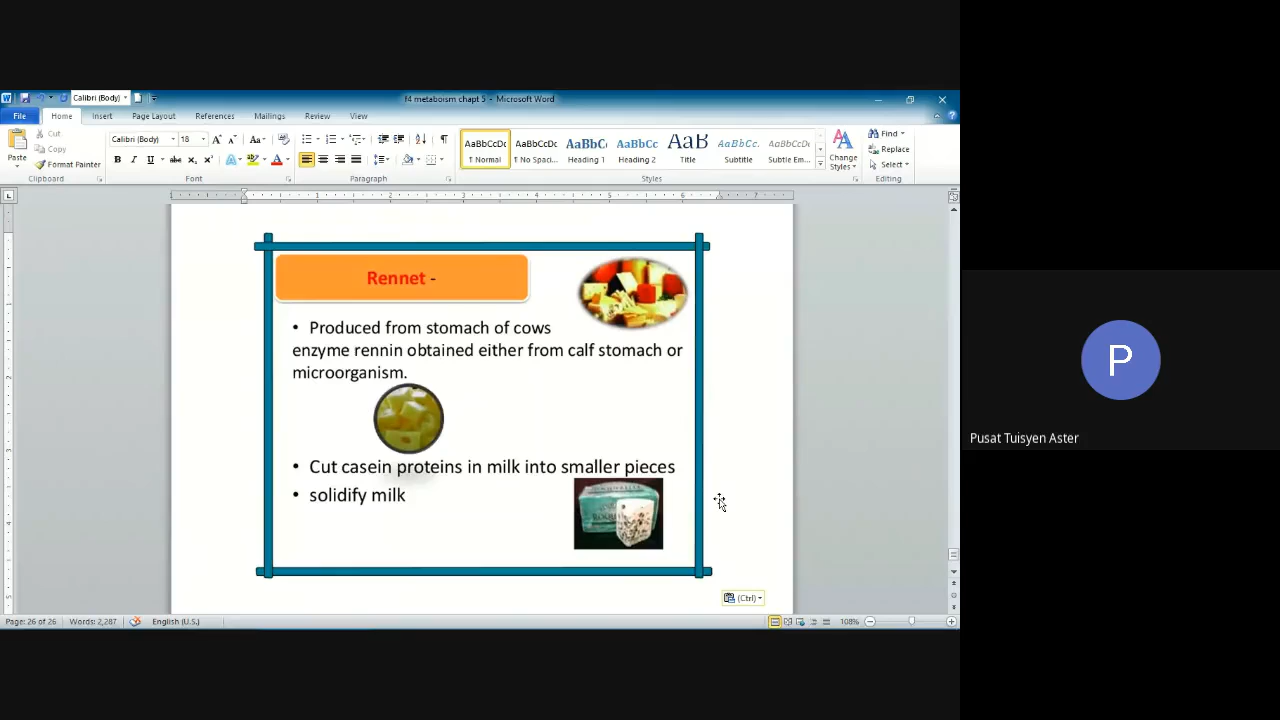 Calibri (Body)
f4 metaboism chapt 5 - Microsoft Word
File Home Insert Page Layout References Mailings Review View
Paste
Cut
Copy
Format Painter
Clipboard
Calibri (Body) 18
Font
Paragraph
AaBbCcDc AaBbCcDc AaBbC AaBbCc AaB AaBbCc. AaBbCcDc
¶ Normal ¶ No Spac... Heading 1 Heading 2 Title Subtitle Subtle Em...
Styles
Change
Styles
Find
Replace
Select
Editing
Rennet -
• Produced from stomach of cows
enzyme rennin obtained either from calf stomach or
microorganism.
• Cut casein proteins in milk into smaller pieces
• solidify milk
(Ctrl)
Page: 26 of 26 Words: 2,287 English (U.S.) 108%
P
Pusat Tuisyen Aster